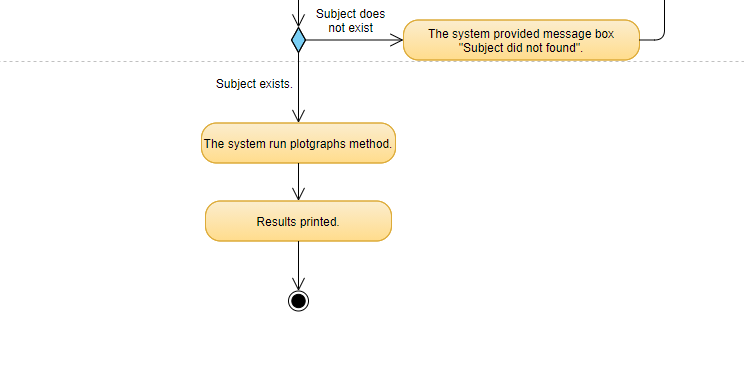 Subject does
not exist
The system provided message box
"Subject did not found".
Subject exists.
The system run plotgraphs method.
Results printed.